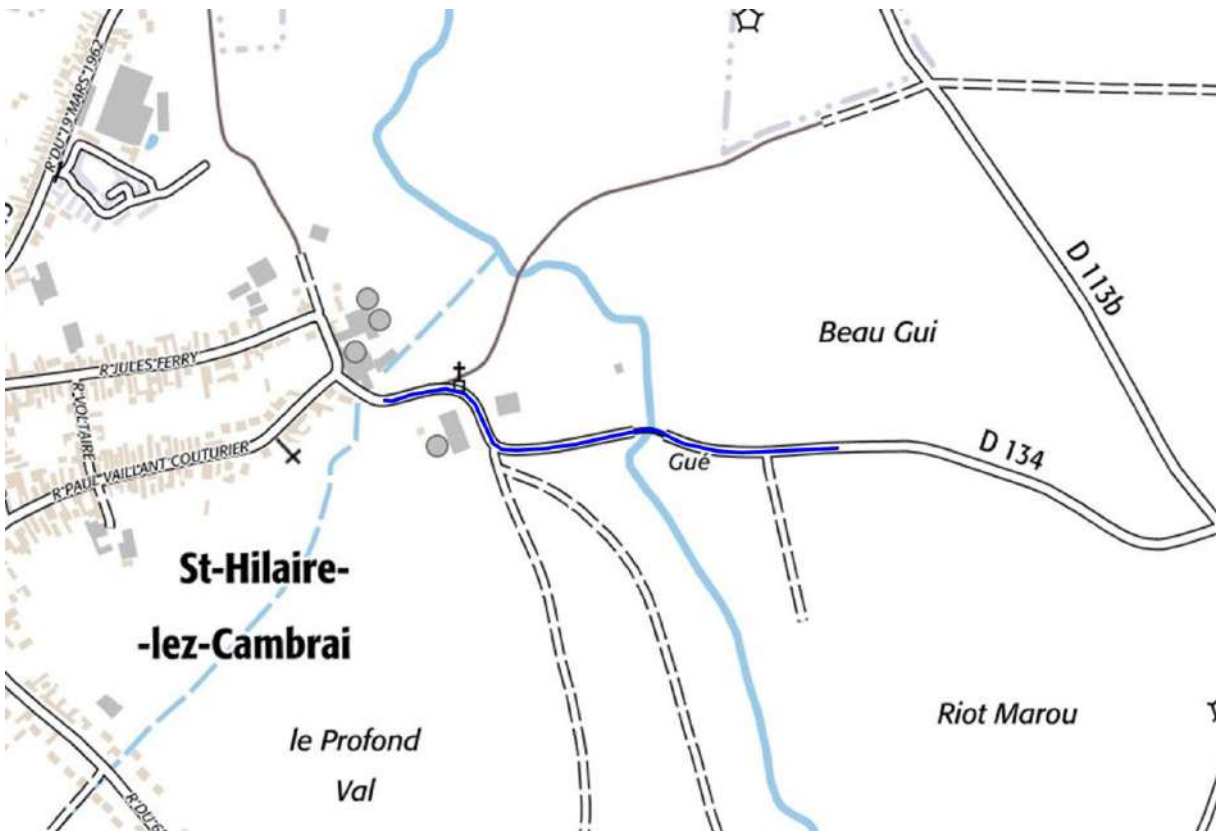 R DU 19 MARS 1962
D 113b
Beau Gui
R JULES FERRY
R VOLTAIRE
D 134
Gué
R PAUL VAILLANT COUTURIER
St-Hilaire-
-lez-Cambrai
Riot Marou
le Profond
Val